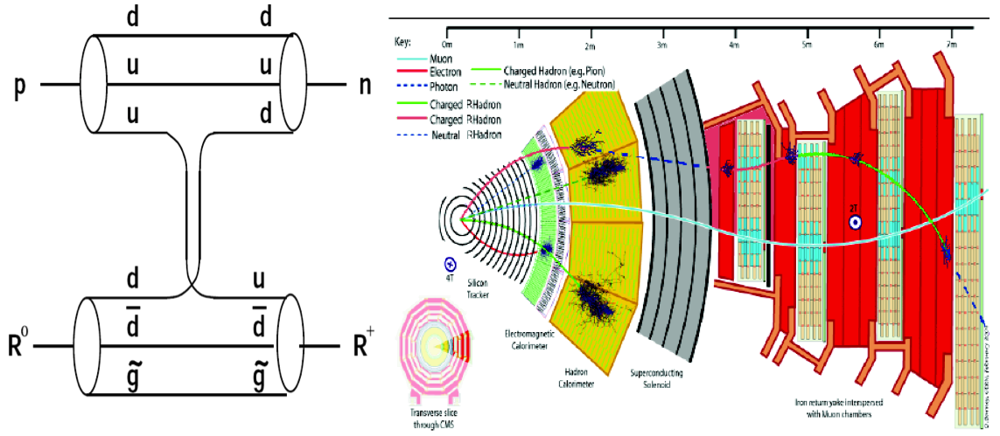 d d
u u
p n
u d
d u
d̅ d̅
R⁰ R⁺
g̃ g̃
0m 1m 2m 3m 4m 5m 6m 7m
Key:
Muon
Electron
Photon
Charged Hadron (e.g. Pion)
Neutral Hadron (e.g. Neutron)
Charged RHadron
Charged RHadron
Neutral RHadron
4T
2T
Silicon
Tracker
Electromagnetic
Calorimeter
Hadron
Calorimeter
Superconducting
Solenoid
Iron return yoke interspersed
with Muon chambers
Transverse slice
through CMS